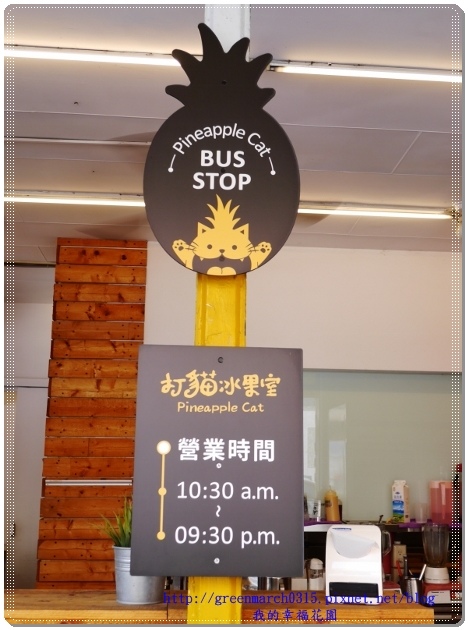 Pineapple Cat
BUS
STOP
打貓冰果室
Pineapple Cat
營業時間
10:30 a.m.
~
09:30 p.m.
http://greenmarch0315.pixnet.net/blog
我的幸福花園